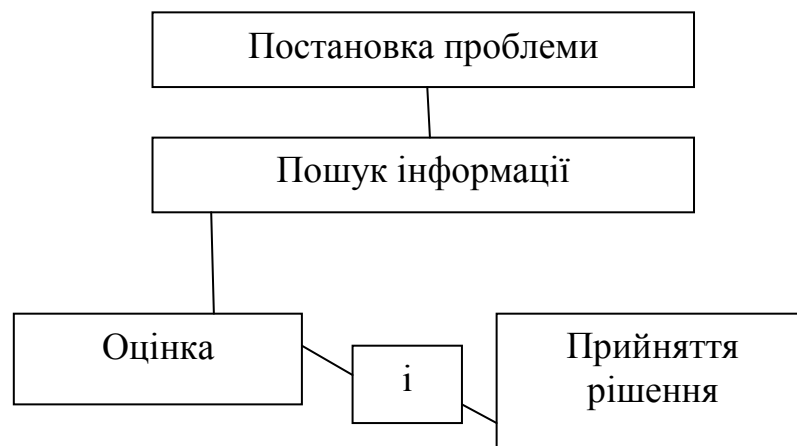 Постановка проблеми
Пошук інформації
Оцінка
і
Прийняття
рішення